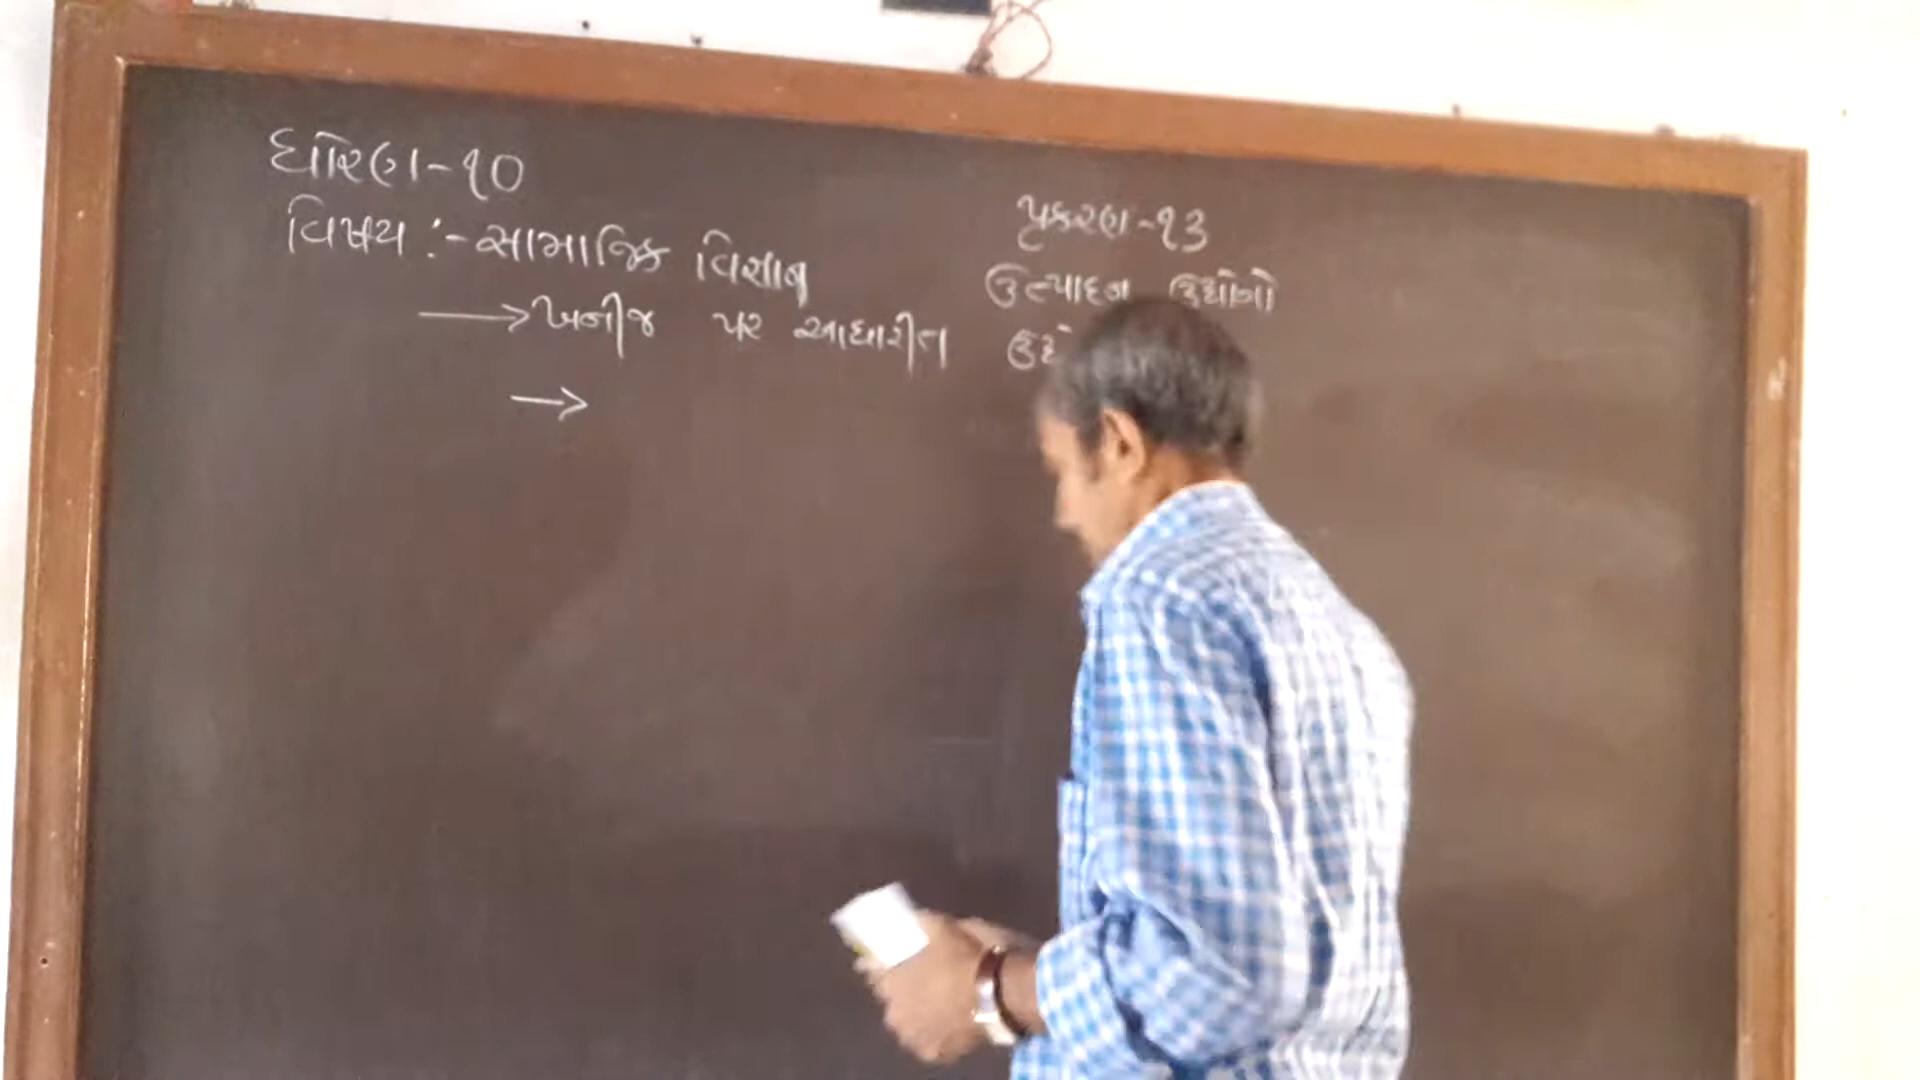 ધોરણ-૧૦
વિષય :- સામાજિક વિજ્ઞાન
પ્રકરણ-૧૩
ઉત્પાદન ઉદ્યોગો
→ ખનીજ પર આધારીત
→